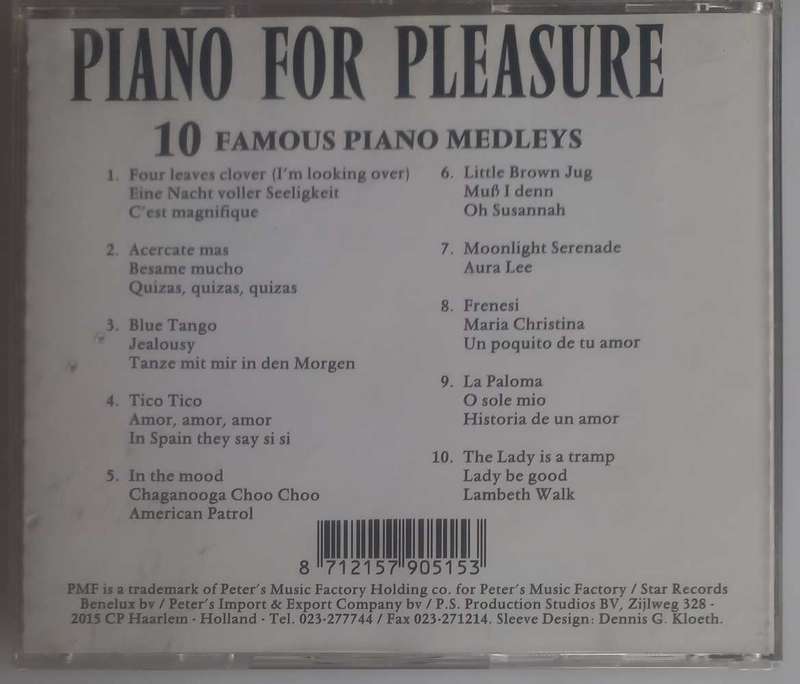 PIANO FOR PLEASURE
10 FAMOUS PIANO MEDLEYS
1. Four leaves clover (I'm looking over)
Eine Nacht voller Seeligkeit
C'est magnifique
2. Acercate mas
Besame mucho
Quizas, quizas, quizas
3. Blue Tango
Jealousy
Tanze mit mir in den Morgen
4. Tico Tico
Amor, amor, amor
In Spain they say si si
5. In the mood
Chaganooga Choo Choo
American Patrol
6. Little Brown Jug
Muß I denn
Oh Susannah
7. Moonlight Serenade
Aura Lee
8. Frenesi
Maria Christina
Un poquito de tu amor
9. La Paloma
O sole mio
Historia de un amor
10. The Lady is a tramp
Lady be good
Lambeth Walk
8 712157 905153
PMF is a trademark of Peter's Music Factory Holding co. for Peter's Music Factory / Star Records
Benelux bv / Peter's Import & Export Company bv / P.S. Production Studios BV, Zijlweg 328 -
2015 CP Haarlem - Holland - Tel. 023-277744 / Fax 023-271214. Sleeve Design: Dennis G. Kloeth.